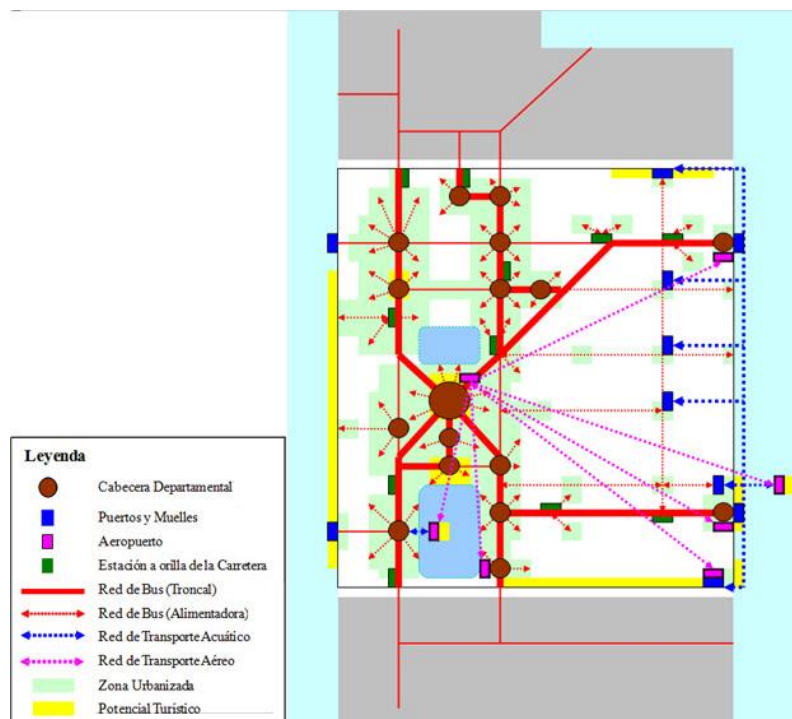 Leyenda
Cabecera Departamental
Puertos y Muelles
Aeropuerto
Estación a orilla de la Carretera
Red de Bus (Troncal)
Red de Bus (Alimentadora)
Red de Transporte Acuático
Red de Transporte Aéreo
Zona Urbanizada
Potencial Turístico